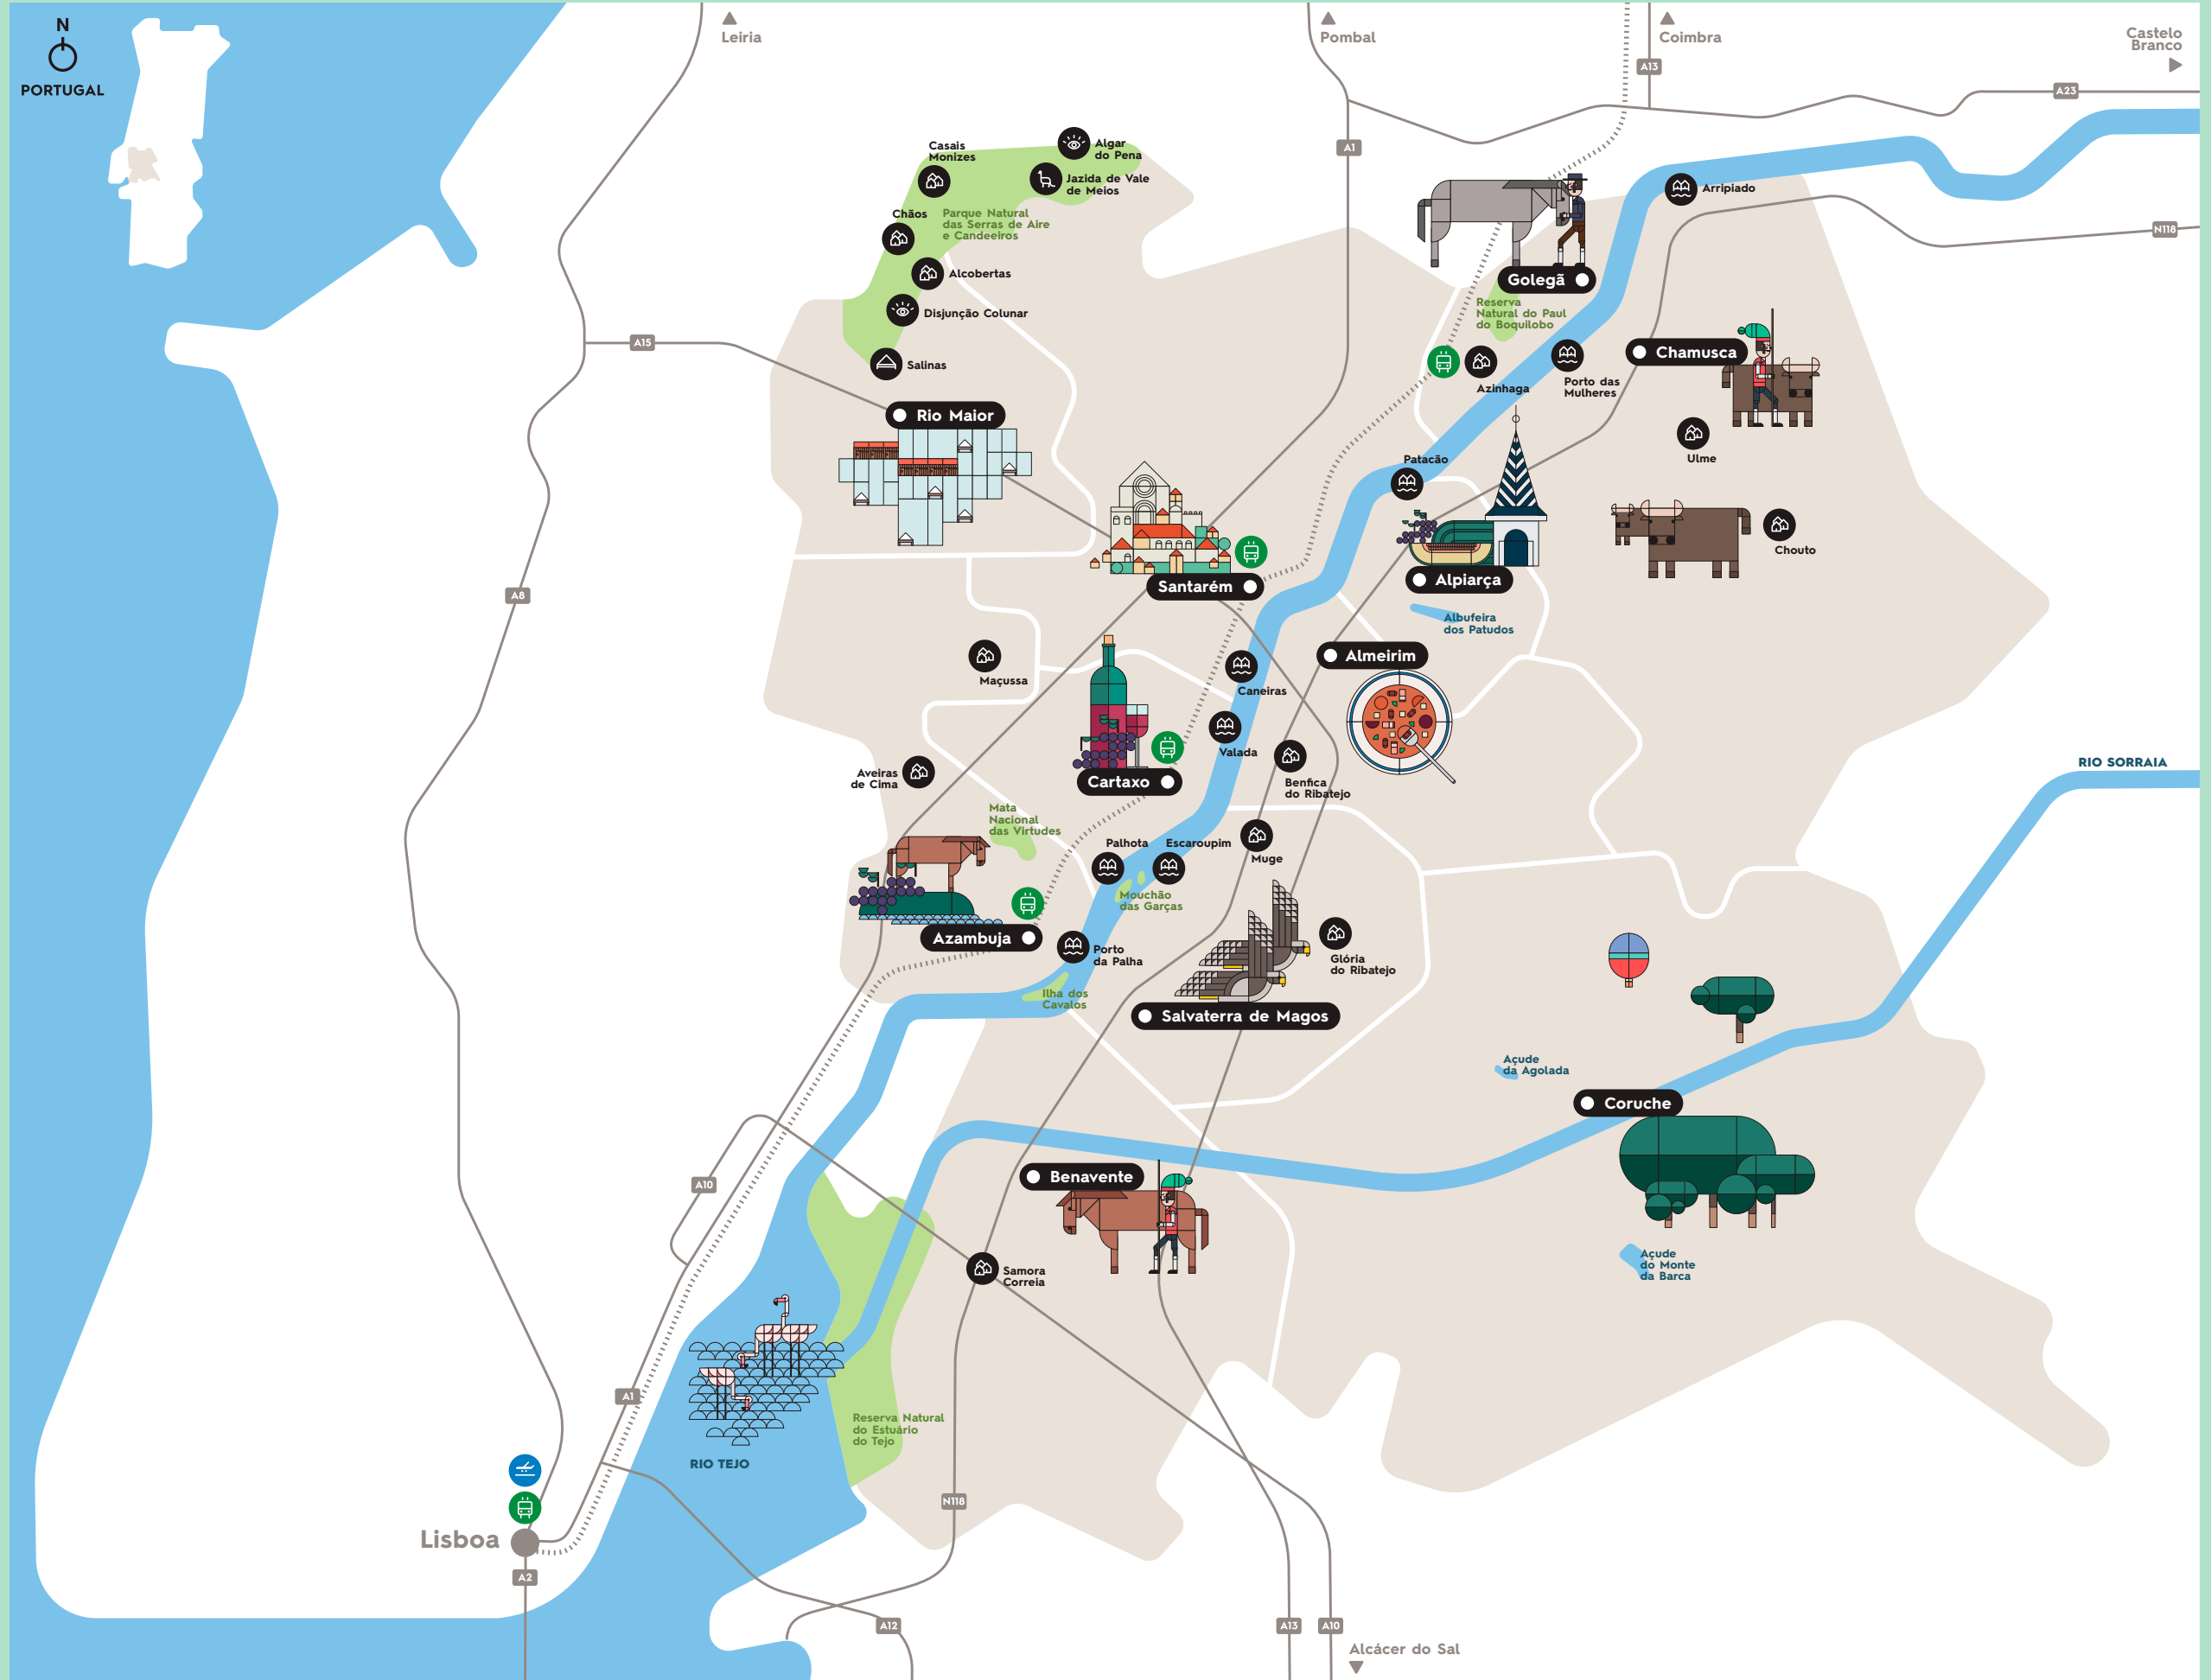 N
PORTUGAL
Leiria
Pombal
Coimbra
Castelo
Branco
A13
A23
A1
Casais
Monizes
Algar
do Pena
Jazida de Vale
de Meios
Arripiado
Chãos
Parque Natural
das Serras de Aire
e Candeeiros
N118
Alcobertas
Golegã
Reserva
Natural do Paul
do Boquilobo
Disjunção Colunar
A15
Salinas
Chamusca
Azinhaga
Porto das
Mulheres
Rio Maior
Patacão
Ulme
Chouto
Santarém
Alpiarça
A8
Albufeira
dos Patudos
Almeirim
Maçussa
Caneiras
Valada
RIO SORRAIA
Aveiras
de Cima
Cartaxo
Benfica
do Ribatejo
Mata
Nacional
das Virtudes
Palhota
Escaroupim
Muge
Mouchão
das Garças
Azambuja
Porto
da Palha
Glória
do Ribatejo
Ilha dos
Cavalos
Salvaterra de Magos
Açude
da Agolada
Coruche
Benavente
A10
Samora
Correia
Açude
do Monte
da Barca
A1
Reserva Natural
do Estuário
do Tejo
RIO TEJO
N118
Lisboa
A2
A12
A13
A10
Alcácer do Sal